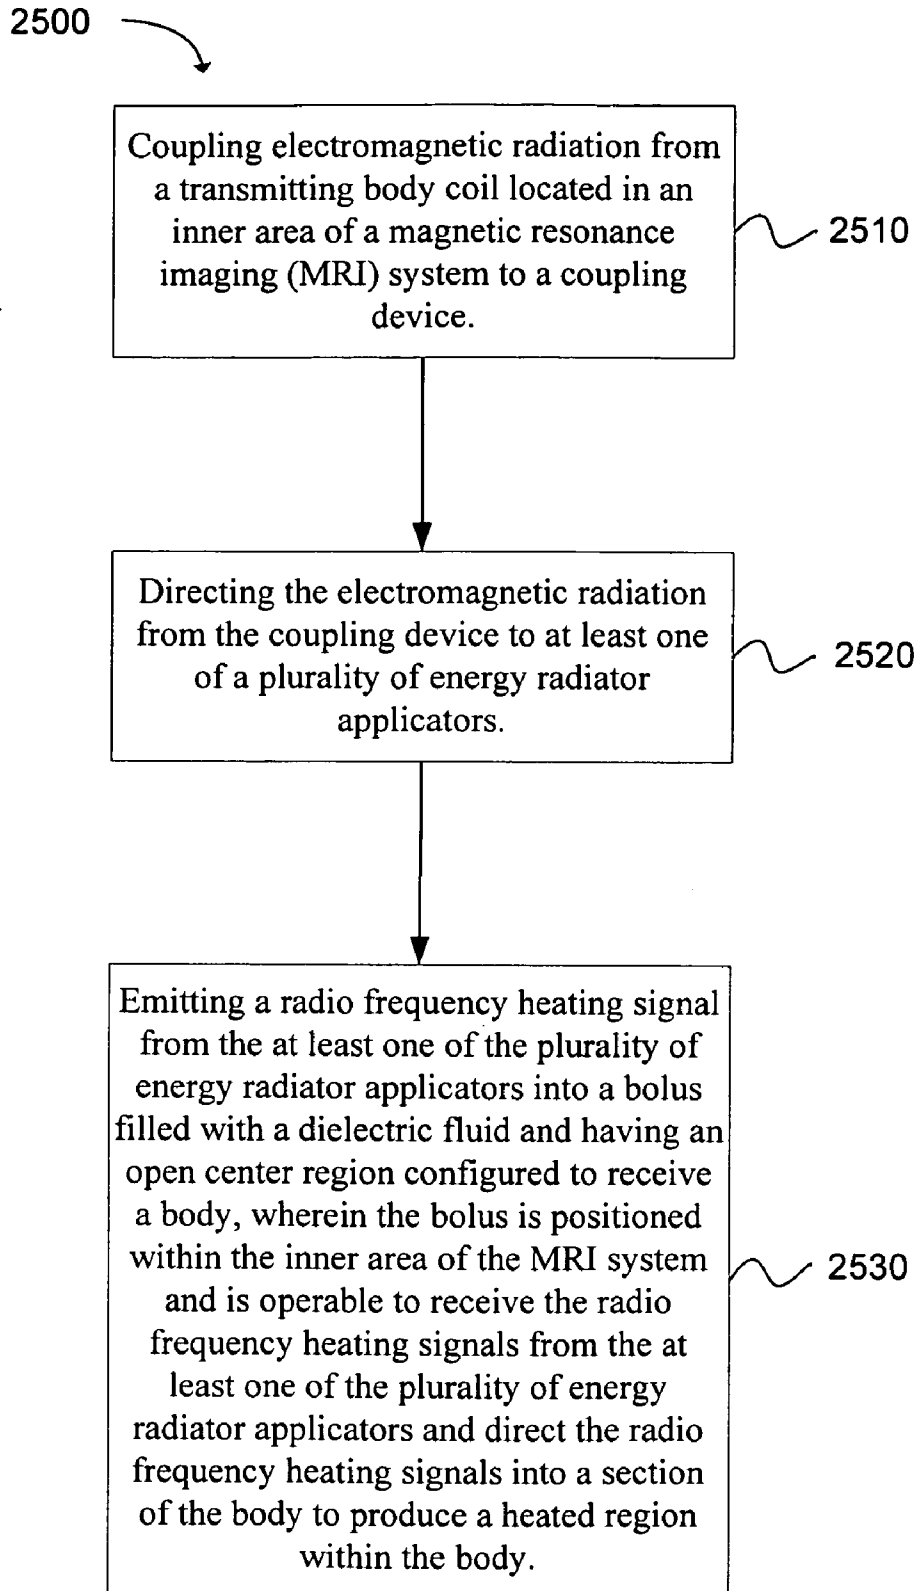 2500
Coupling electromagnetic radiation from
a transmitting body coil located in an
inner area of a magnetic resonance
imaging (MRI) system to a coupling
device.
2510
Directing the electromagnetic radiation
from the coupling device to at least one
of a plurality of energy radiator
applicators.
2520
Emitting a radio frequency heating signal
from the at least one of the plurality of
energy radiator applicators into a bolus
filled with a dielectric fluid and having an
open center region configured to receive
a body, wherein the bolus is positioned
within the inner area of the MRI system
and is operable to receive the radio
frequency heating signals from the at
least one of the plurality of energy
radiator applicators and direct the radio
frequency heating signals into a section
of the body to produce a heated region
within the body.
2530